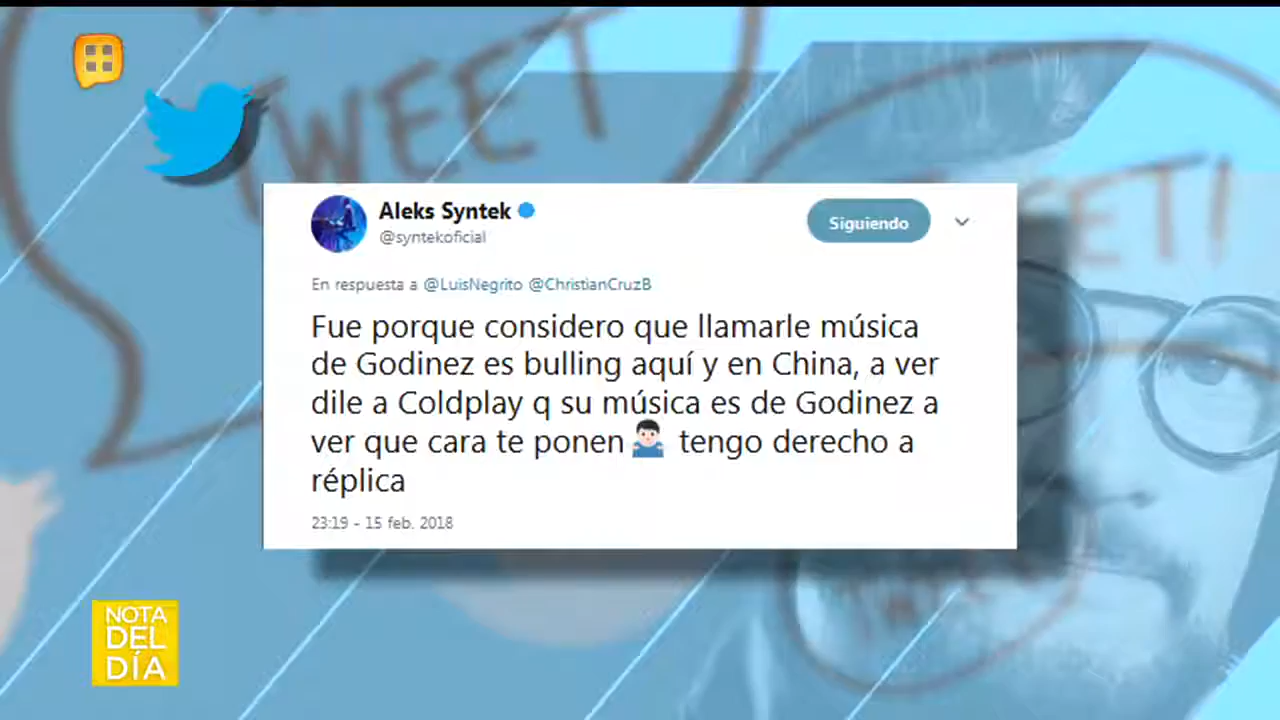 TWEET
Aleks Syntek
@syntekoficial
Siguiendo
En respuesta a @LuisNegrito @ChristianCruzB
Fue porque considero que llamarle música
de Godinez es bulling aquí y en China, a ver
dile a Coldplay q su música es de Godinez a
ver que cara te ponen🤷🏻‍♂️ tengo derecho a
réplica
23:19 - 15 feb. 2018
NOTA
DEL
DÍA